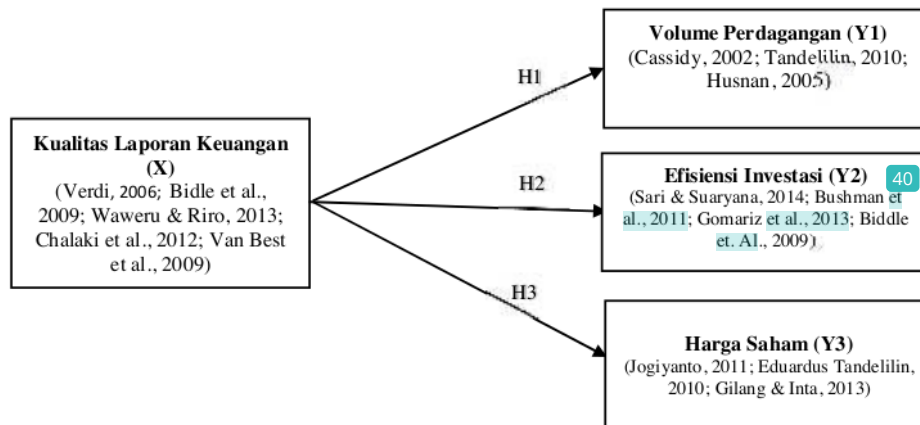 Kualitas Laporan Keuangan
(X)
(Verdi, 2006; Bidle et al.,
2009; Waweru & Riro, 2013;
Chalaki et al., 2012; Van Best
et al., 2009)
H1
H2
H3
Volume Perdagangan (Y1)
(Cassidy, 2002; Tandelilin, 2010;
Husnan, 2005)
Efisiensi Investasi (Y2)
40
(Sari & Suaryana, 2014; Bushman et
al., 2011; Gomariz et al., 2013; Biddle
et. Al., 2009)
Harga Saham (Y3)
(Jogiyanto, 2011; Eduardus Tandelilin,
2010; Gilang & Inta, 2013)